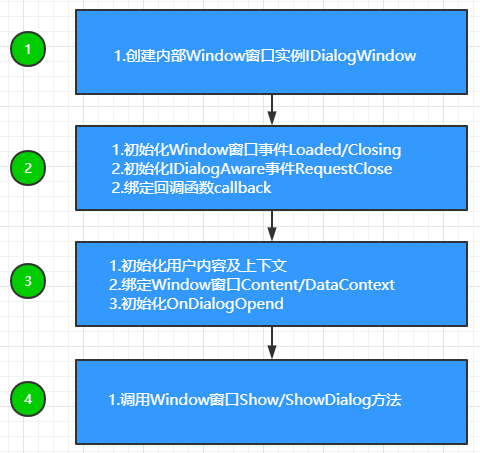 1
1.创建内部Window窗口实例IDialogWindow
2
1.初始化Window窗口事件Loaded/Closing
2.初始化IDialogAware事件RequestClose
2.绑定回调函数callback
3
1.初始化用户内容及上下文
2.绑定Window窗口Content/DataContext
3.初始化OnDialogOpend
4
1.调用Window窗口Show/ShowDialog方法